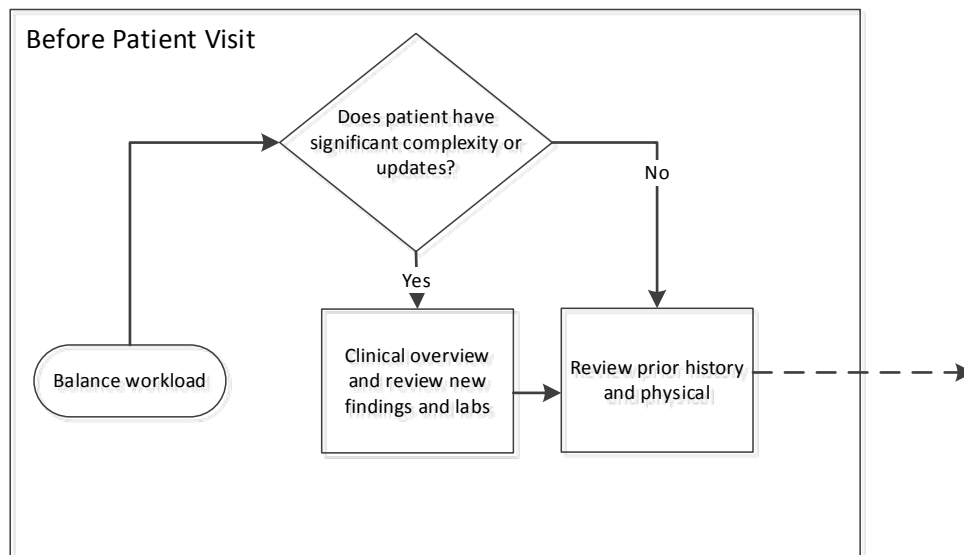 Before Patient Visit
Does patient have
significant complexity or
updates?
No
Yes
Balance workload
Clinical overview
and review new
findings and labs
Review prior history
and physical